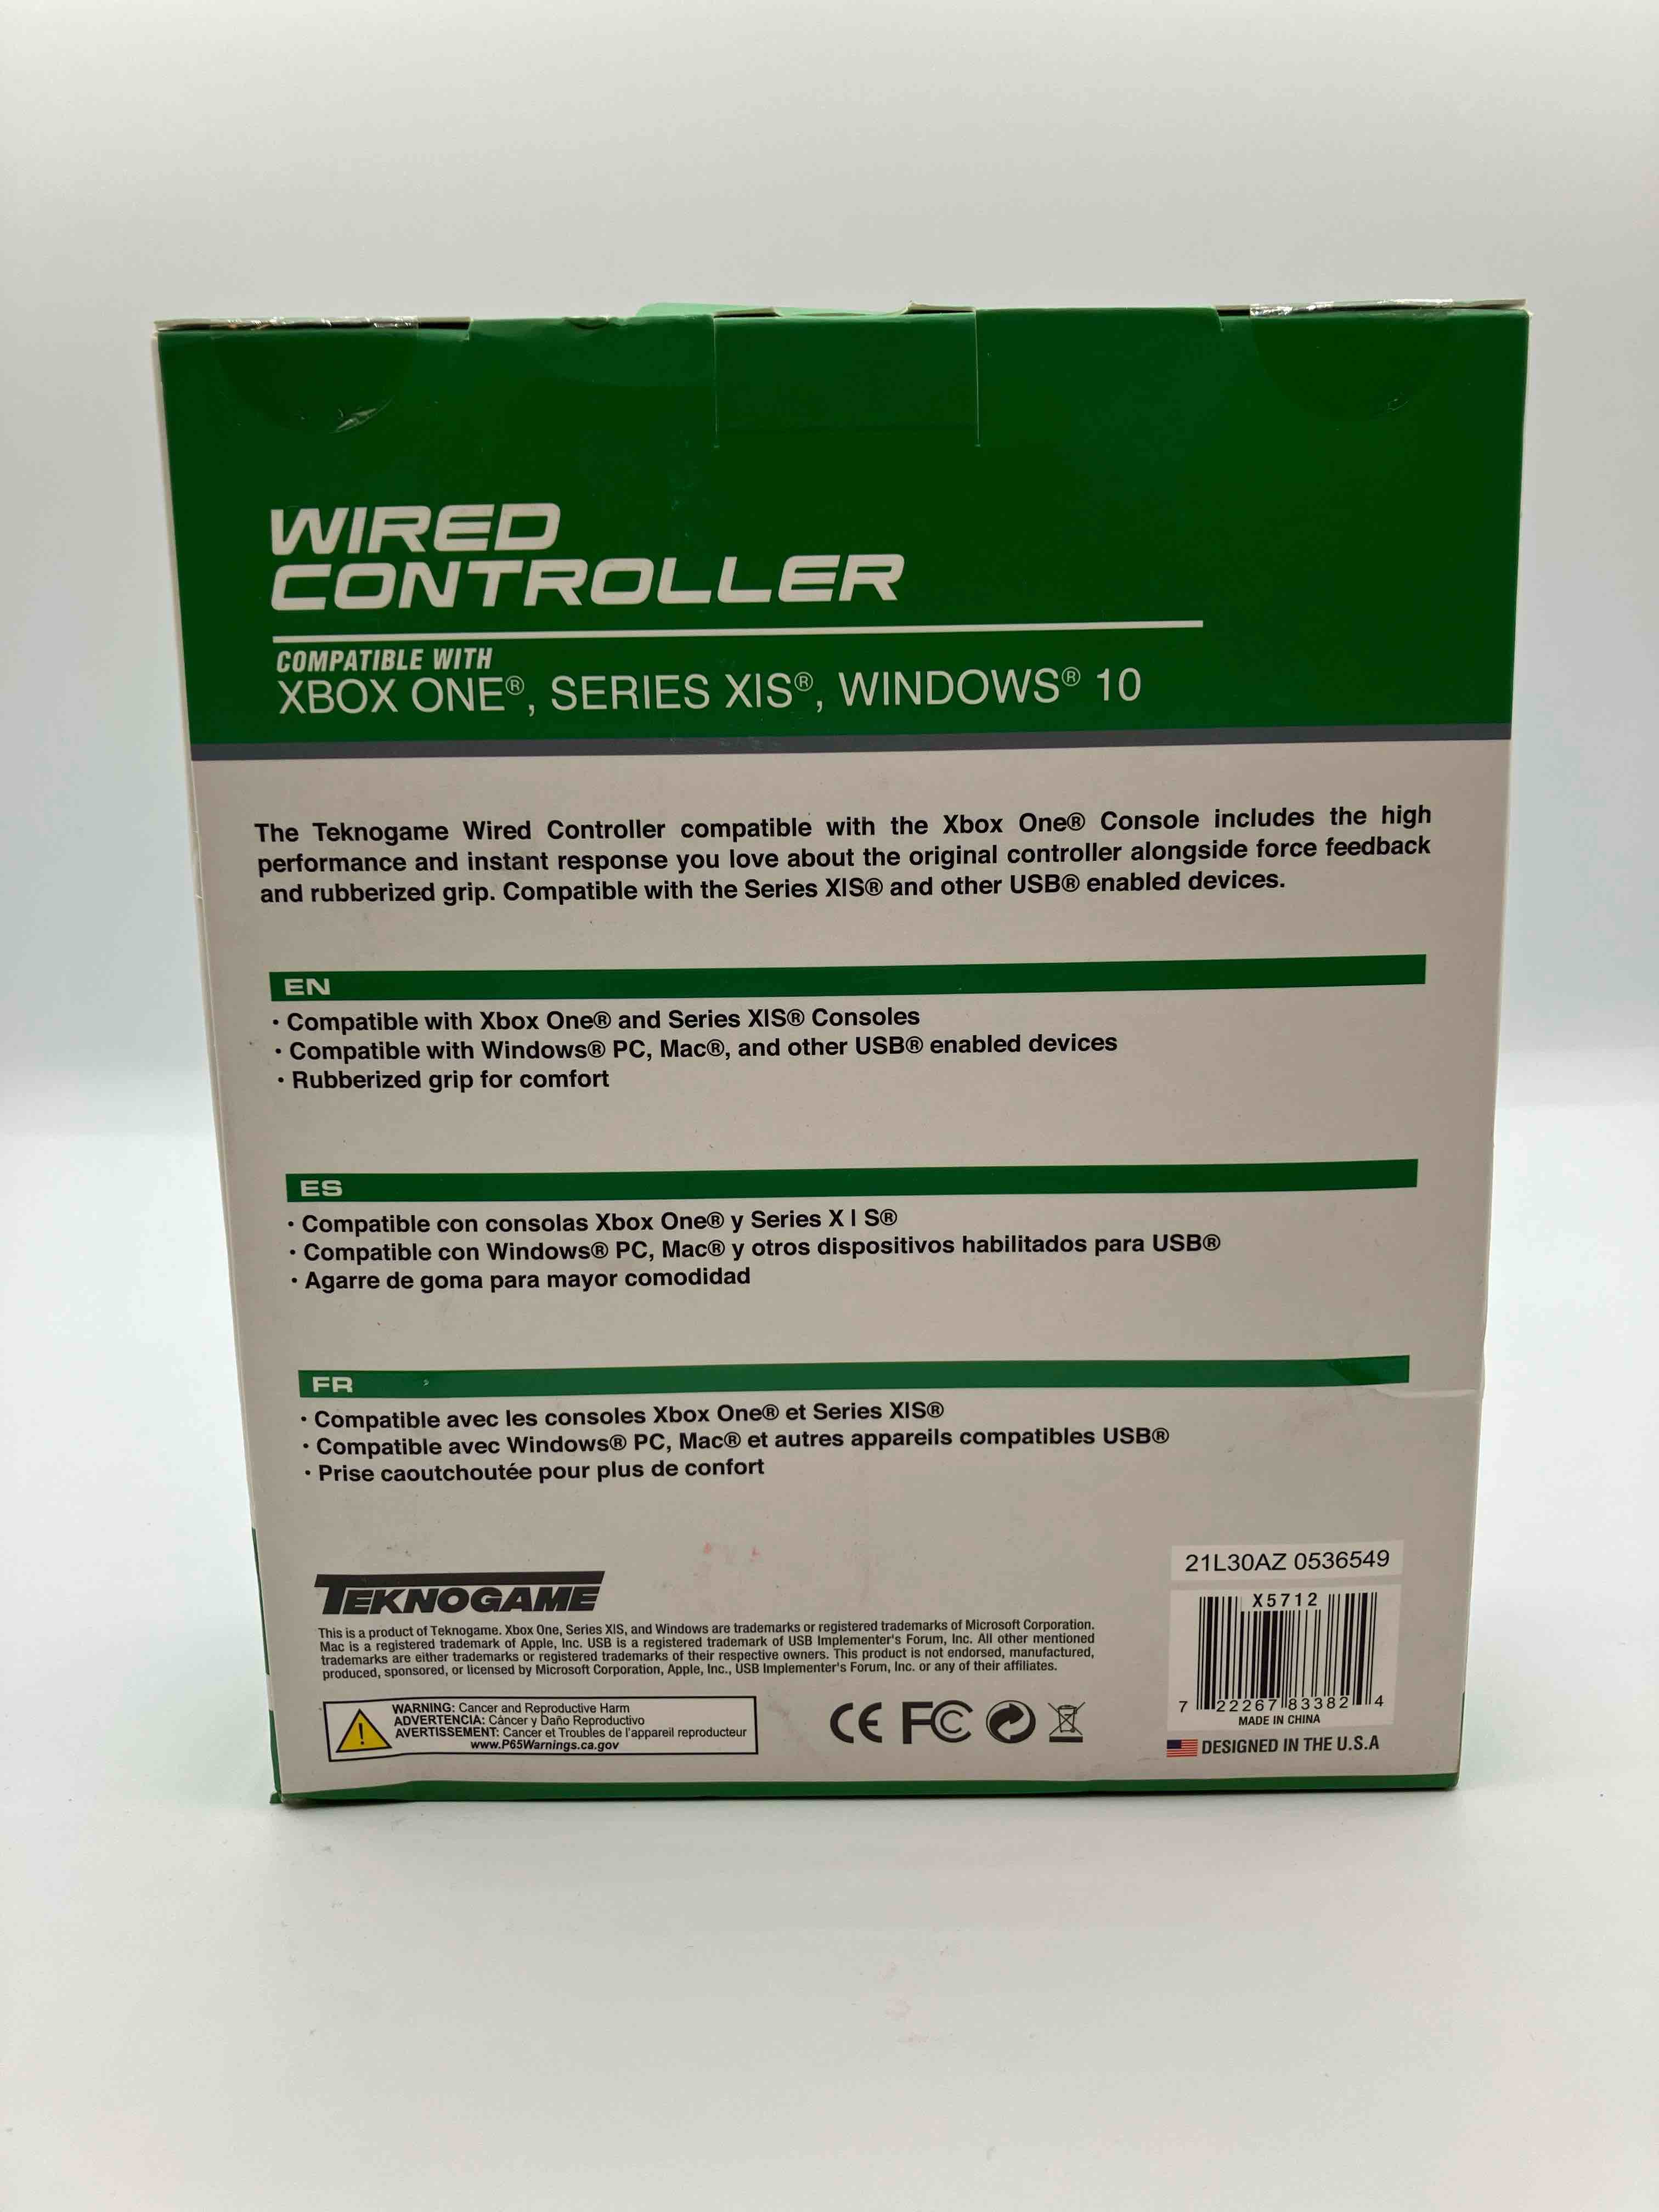 WIRED
CONTROLLER
COMPATIBLE WITH
XBOX ONE®, SERIES XIS®, WINDOWS® 10
The Teknogame Wired Controller compatible with the Xbox One® Console includes the high
performance and instant response you love about the original controller alongside force feedback
and rubberized grip. Compatible with the Series XIS® and other USB® enabled devices.
EN
• Compatible with Xbox One® and Series XIS® Consoles
• Compatible with Windows® PC, Mac®, and other USB® enabled devices
• Rubberized grip for comfort
ES
• Compatible con consolas Xbox One® y Series X I S®
• Compatible con Windows® PC, Mac® y otros dispositivos habilitados para USB®
• Agarre de goma para mayor comodidad
FR
• Compatible avec les consoles Xbox One® et Series XIS®
• Compatible avec Windows® PC, Mac® et autres appareils compatibles USB®
• Prise caoutchoutée pour plus de confort
TEKNOGAME
This is a product of Teknogame. Xbox One, Series XIS, and Windows are trademarks or registered trademarks of Microsoft Corporation.
Mac is a registered trademark of Apple, Inc. USB is a registered trademark of USB Implementer's Forum, Inc. All other mentioned
trademarks are either trademarks or registered trademarks of their respective owners. This product is not endorsed, manufactured,
produced, sponsored, or licensed by Microsoft Corporation, Apple, Inc., USB Implementer's Forum, Inc. or any of their affiliates.
WARNING: Cancer and Reproductive Harm
ADVERTENCIA: Cáncer y Daño Reproductivo
AVERTISSEMENT: Cancer et Troubles de l'appareil reproducteur
www.P65Warnings.ca.gov
CE FC
21L30AZ 0536549
X5712
7 22267 83382 4
MADE IN CHINA
DESIGNED IN THE U.S.A